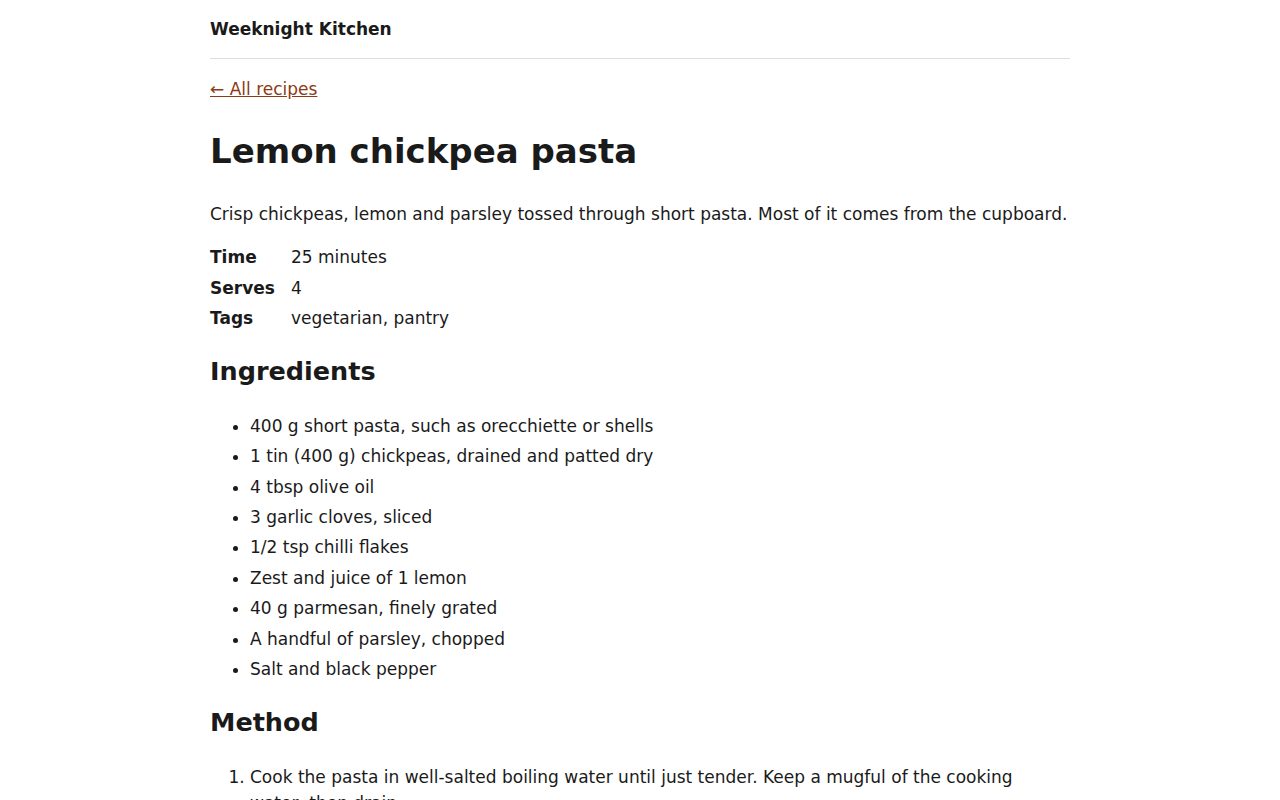 Weeknight Kitchen
← All recipes
Lemon chickpea pasta
Crisp chickpeas, lemon and parsley tossed through short pasta. Most of it comes from the cupboard.
Time 25 minutes
Serves 4
Tags vegetarian, pantry
Ingredients
• 400 g short pasta, such as orecchiette or shells
• 1 tin (400 g) chickpeas, drained and patted dry
• 4 tbsp olive oil
• 3 garlic cloves, sliced
• 1/2 tsp chilli flakes
• Zest and juice of 1 lemon
• 40 g parmesan, finely grated
• A handful of parsley, chopped
• Salt and black pepper
Method
1. Cook the pasta in well-salted boiling water until just tender. Keep a mugful of the cooking
water, then drain.